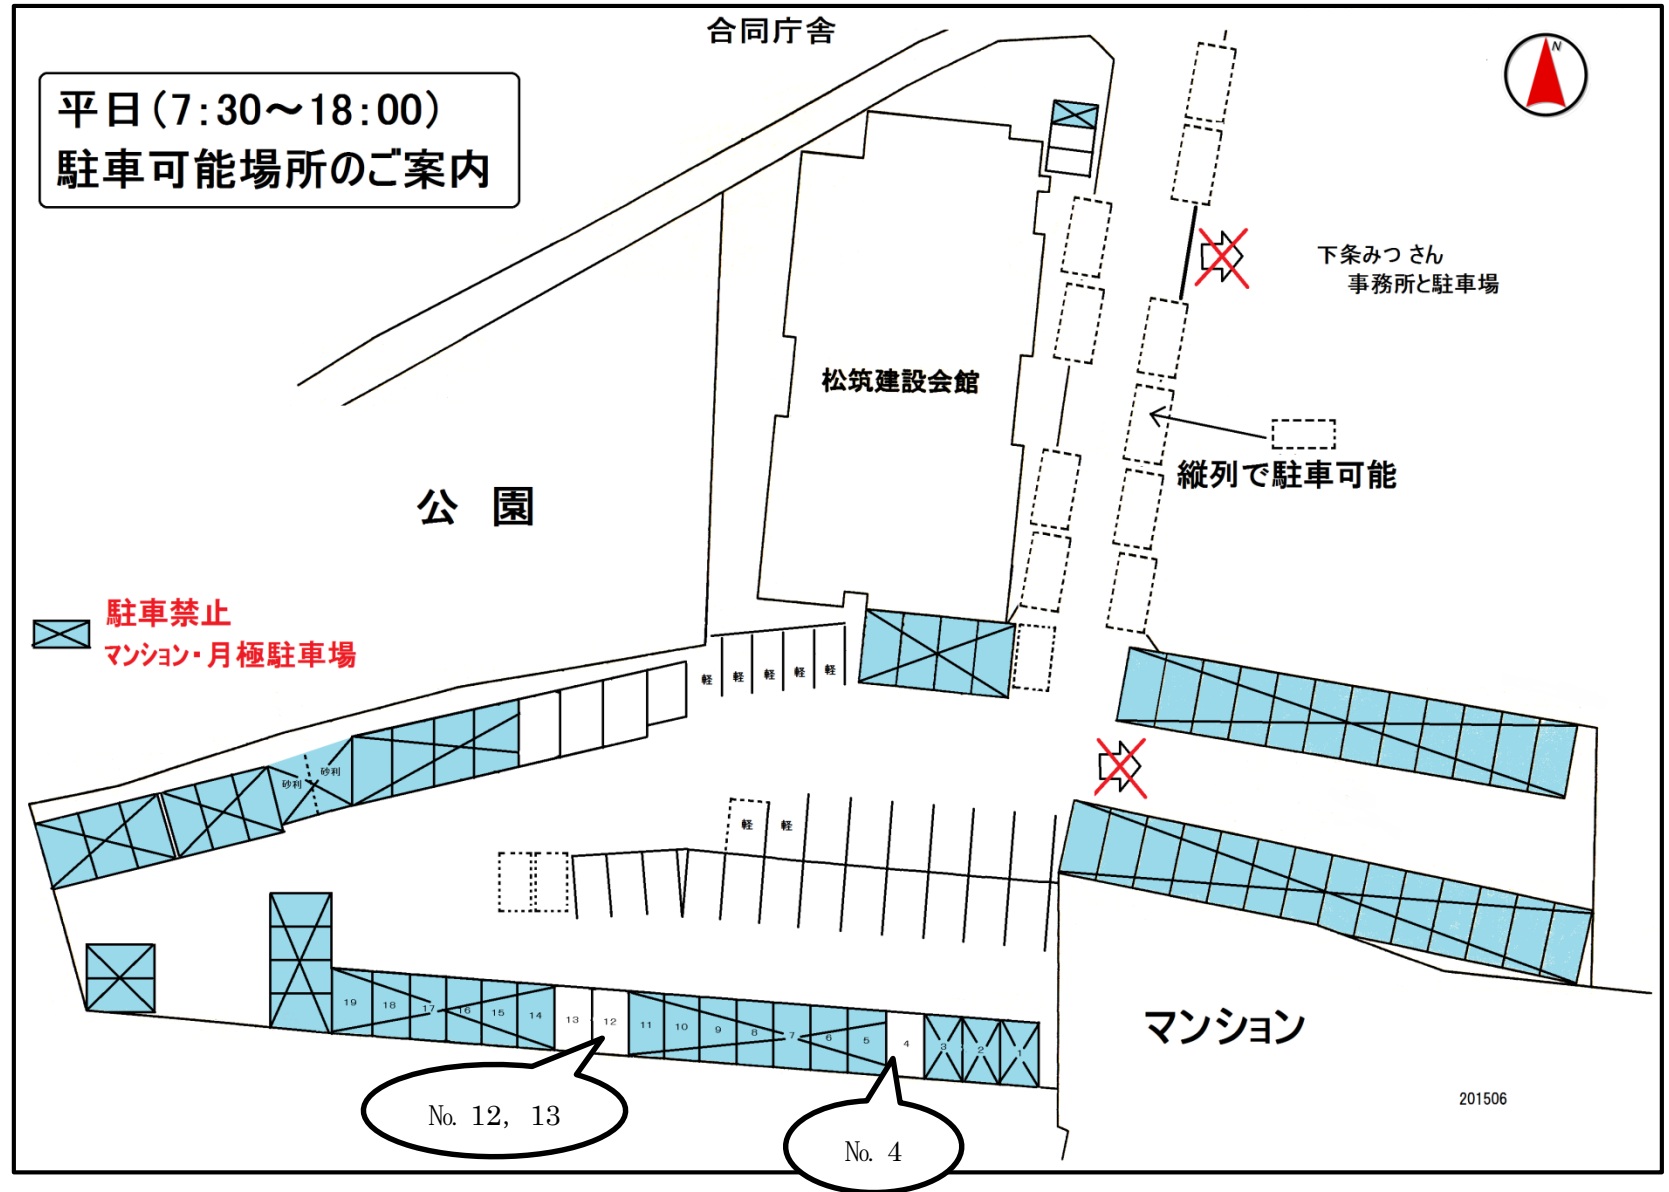 合同庁舎
N
平日(7:30～18:00)
駐車可能場所のご案内
下条みつ さん
事務所と駐車場
松筑建設会館
縦列で駐車可能
公 園
駐車禁止
マンション・月極駐車場
軽 軽 軽 軽 軽
砂利 砂利
軽 軽
19 18 17 16 15 14 13 12 11 10 9 8 7 6 5 4 3 2 1
マンション
№ 12, 13
№ 4
201506